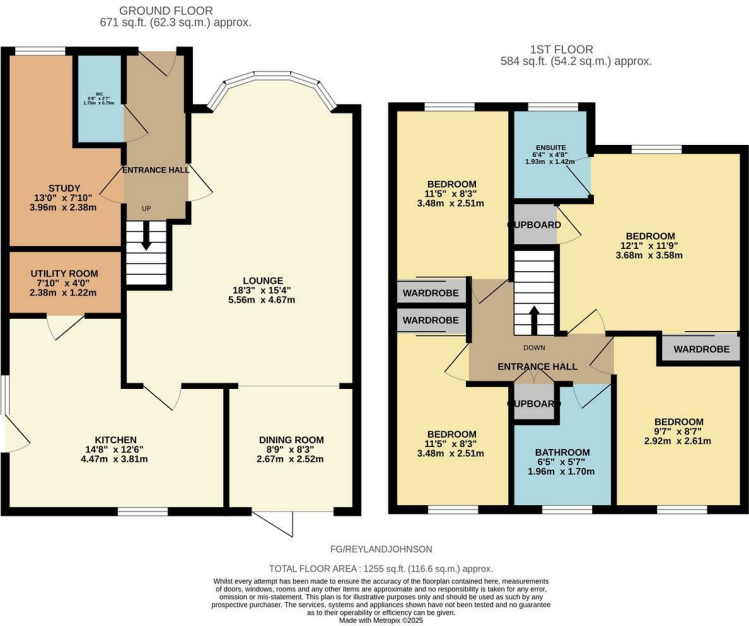 GROUND FLOOR
671 sq.ft. (62.3 sq.m.) approx.
WC
5'9" x 2'7"
1.75m x 0.79m
ENTRANCE HALL
STUDY
13'0" x 7'10"
3.96m x 2.38m
UP
UTILITY ROOM
7'10" x 4'0"
2.38m x 1.22m
LOUNGE
18'3" x 15'4"
5.56m x 4.67m
KITCHEN
14'8" x 12'6"
4.47m x 3.81m
DINING ROOM
8'9" x 8'3"
2.67m x 2.52m
1ST FLOOR
584 sq.ft. (54.2 sq.m.) approx.
ENSUITE
6'4" x 4'8"
1.93m x 1.42m
BEDROOM
11'5" x 8'3"
3.48m x 2.51m
CUPBOARD
BEDROOM
12'1" x 11'9"
3.68m x 3.58m
WARDROBE
WARDROBE
DOWN
WARDROBE
ENTRANCE HALL
CUPBOARD
BEDROOM
11'5" x 8'3"
3.48m x 2.51m
BATHROOM
6'5" x 5'7"
1.96m x 1.70m
BEDROOM
9'7" x 8'7"
2.92m x 2.61m
FG/REYLANDJOHNSON
TOTAL FLOOR AREA : 1255 sq.ft. (116.6 sq.m.) approx.
Whilst every attempt has been made to ensure the accuracy of the floorplan contained here, measurements
of doors, windows, rooms and any other items are approximate and no responsibility is taken for any error,
omission or mis-statement. This plan is for illustrative purposes only and should be used as such by any
prospective purchaser. The services, systems and appliances shown have not been tested and no guarantee
as to their operability or efficiency can be given.
Made with Metropix ©2025